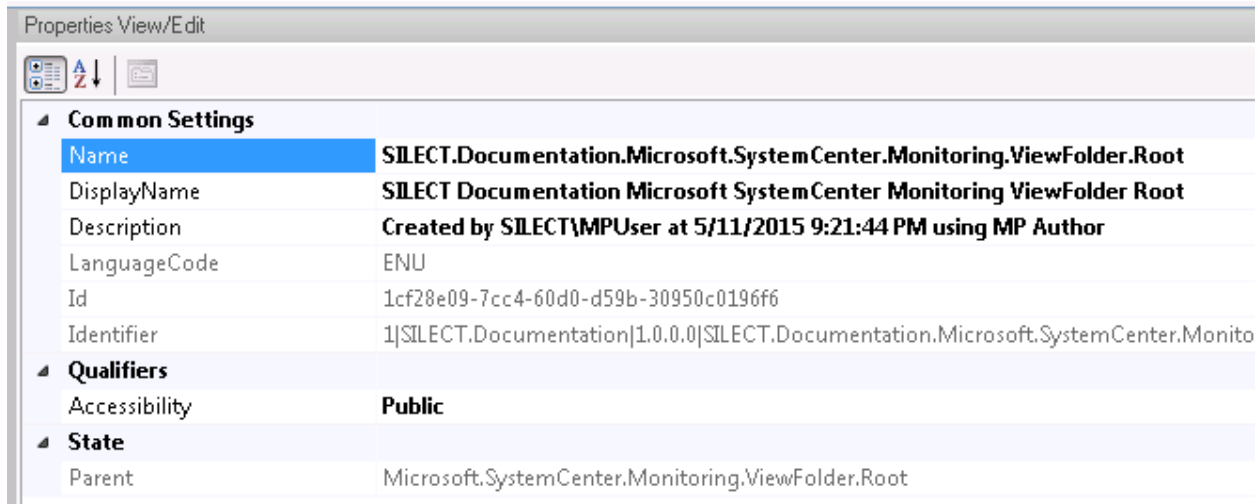 Properties View/Edit
Common Settings
Name SILECT.Documentation.Microsoft.SystemCenter.Monitoring.ViewFolder.Root
DisplayName SILECT Documentation Microsoft SystemCenter Monitoring ViewFolder Root
Description Created by SILECT\MPUser at 5/11/2015 9:21:44 PM using MP Author
LanguageCode ENU
Id 1cf28e09-7cc4-60d0-d59b-30950c0196f6
Identifier 1|SILECT.Documentation|1.0.0.0|SILECT.Documentation.Microsoft.SystemCenter.Monito
Qualifiers
Accessibility Public
State
Parent Microsoft.SystemCenter.Monitoring.ViewFolder.Root